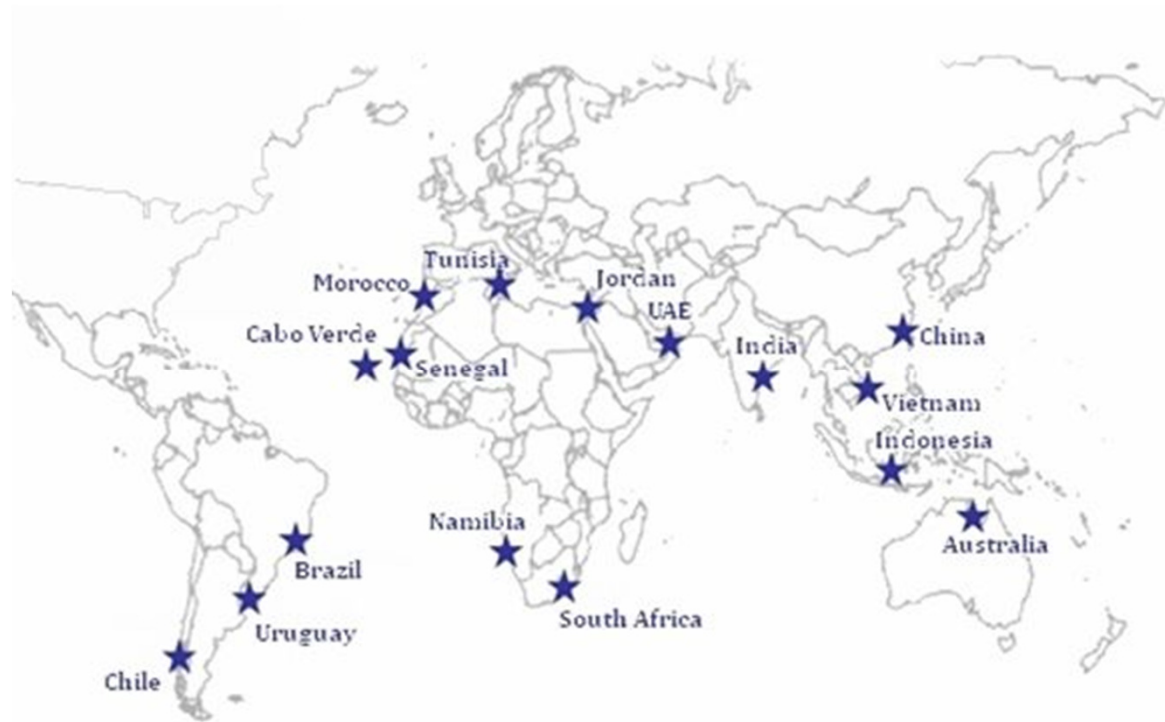 Tunisia
Morocco
Jordan
UAE
Cabo Verde
China
India
Senegal
Vietnam
Indonesia
Namibia
Australia
Brazil
South Africa
Uruguay
Chile